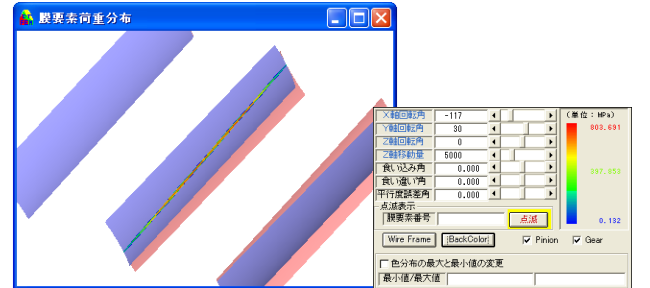 膜要素荷重分布
X軸回転角 -117
Y軸回転角 30
Z軸回転角 0
Z軸移動量 5000
食い込み角 0.000
食い違い角 0.000
平行度誤差角 0.000
点滅表示
膜要素番号 点滅
Wire Frame BackColor Pinion Gear
色分布の最大と最小値の変更
最小値/最大値
(単位：MPa)
803.691
0.132